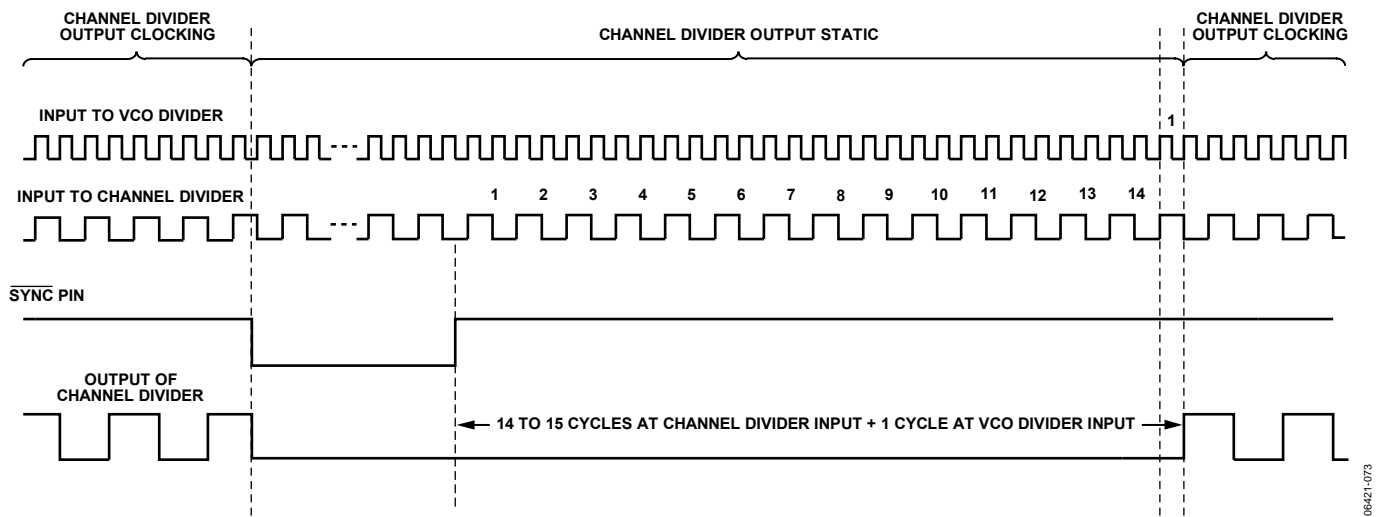 CHANNEL DIVIDER
OUTPUT CLOCKING
CHANNEL DIVIDER OUTPUT STATIC
CHANNEL DIVIDER
OUTPUT CLOCKING
INPUT TO VCO DIVIDER
1
INPUT TO CHANNEL DIVIDER
1 2 3 4 5 6 7 8 9 10 11 12 13 14
SYNC PIN
OUTPUT OF
CHANNEL DIVIDER
14 TO 15 CYCLES AT CHANNEL DIVIDER INPUT + 1 CYCLE AT VCO DIVIDER INPUT
06421-073